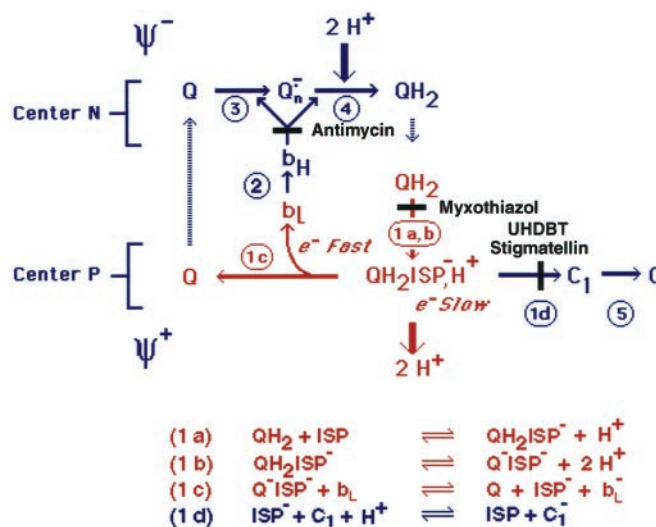 ψ⁻ 2 H⁺
Center N Q ③ Qₙ•⁻ ④ QH₂
Antimycin
b_H
② QH₂
b_L Myxothiazol
1 a,b UHDBT
Stigmatellin
Center P Q 1c e⁻ Fast QH₂ISP⁻,H⁺ C₁
e⁻ Slow 1d ⑤
ψ⁺
2 H⁺
(1 a) QH₂ + ISP ⇌ QH₂ISP⁻ + H⁺
(1 b) QH₂ISP⁻ ⇌ Q⁻ISP⁻ + 2 H⁺
(1 c) Q⁻ISP⁻ + b_L ⇌ Q + ISP⁻ + b_L⁻
(1 d) ISP⁻ + C₁ + H⁺ ⇌ ISP + C₁⁻